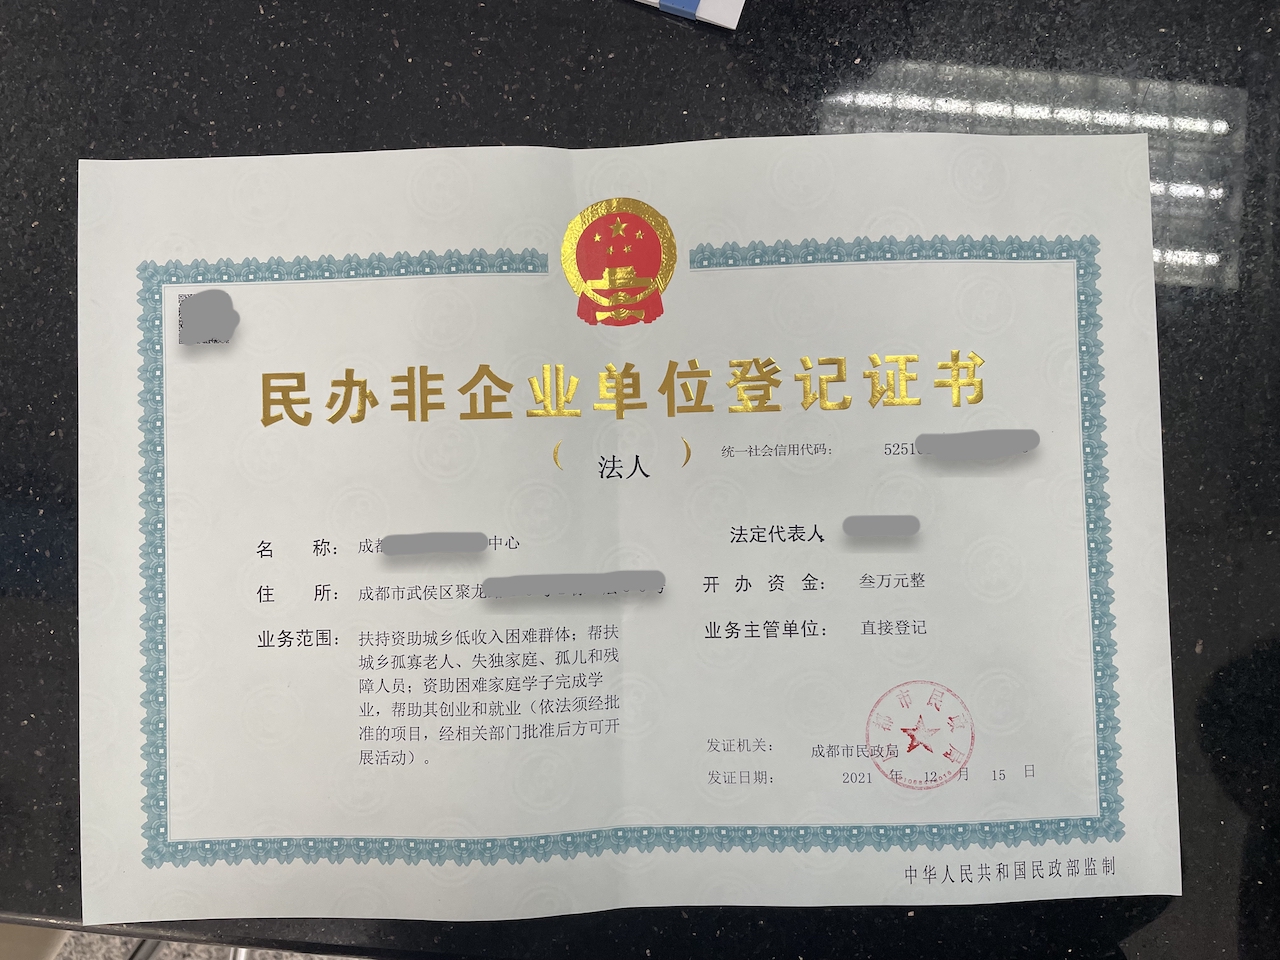 民办非企业单位登记证书
（法人）
统一社会信用代码： 5251
名 称： 成都 中心
法定代表人
住 所： 成都市武侯区聚龙
开办资金： 叁万元整
业务范围： 扶持资助城乡低收入困难群体；帮扶
城乡孤寡老人、失独家庭、孤儿和残
障人员；资助困难家庭学子完成学
业，帮助其创业和就业（依法须经批
准的项目，经相关部门批准后方可开
展活动）。
业务主管单位： 直接登记
发证机关： 成都市民政局
发证日期： 2021 年 12 月 15 日
都市民政局
中华人民共和国民政部监制